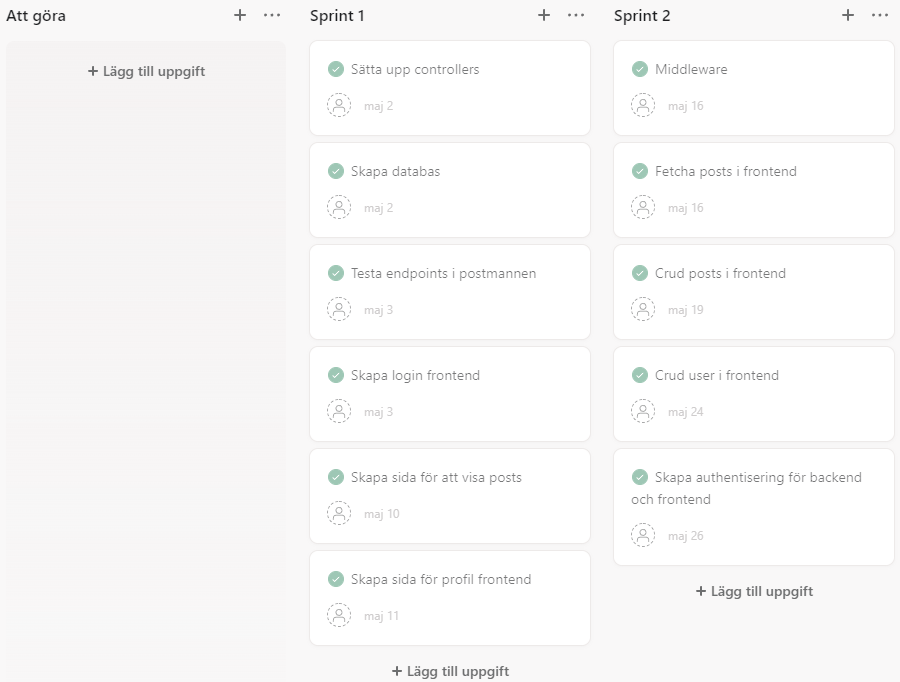 Att göra
+ Lägg till uppgift
Sprint 1
Sätta upp controllers
maj 2
Skapa databas
maj 2
Testa endpoints i postmannen
maj 3
Skapa login frontend
maj 3
Skapa sida för att visa posts
maj 10
Skapa sida för profil frontend
maj 11
+ Lägg till uppgift
Sprint 2
Middleware
maj 16
Fetcha posts i frontend
maj 16
Crud posts i frontend
maj 19
Crud user i frontend
maj 24
Skapa authentisering för backend
och frontend
maj 26
+ Lägg till uppgift